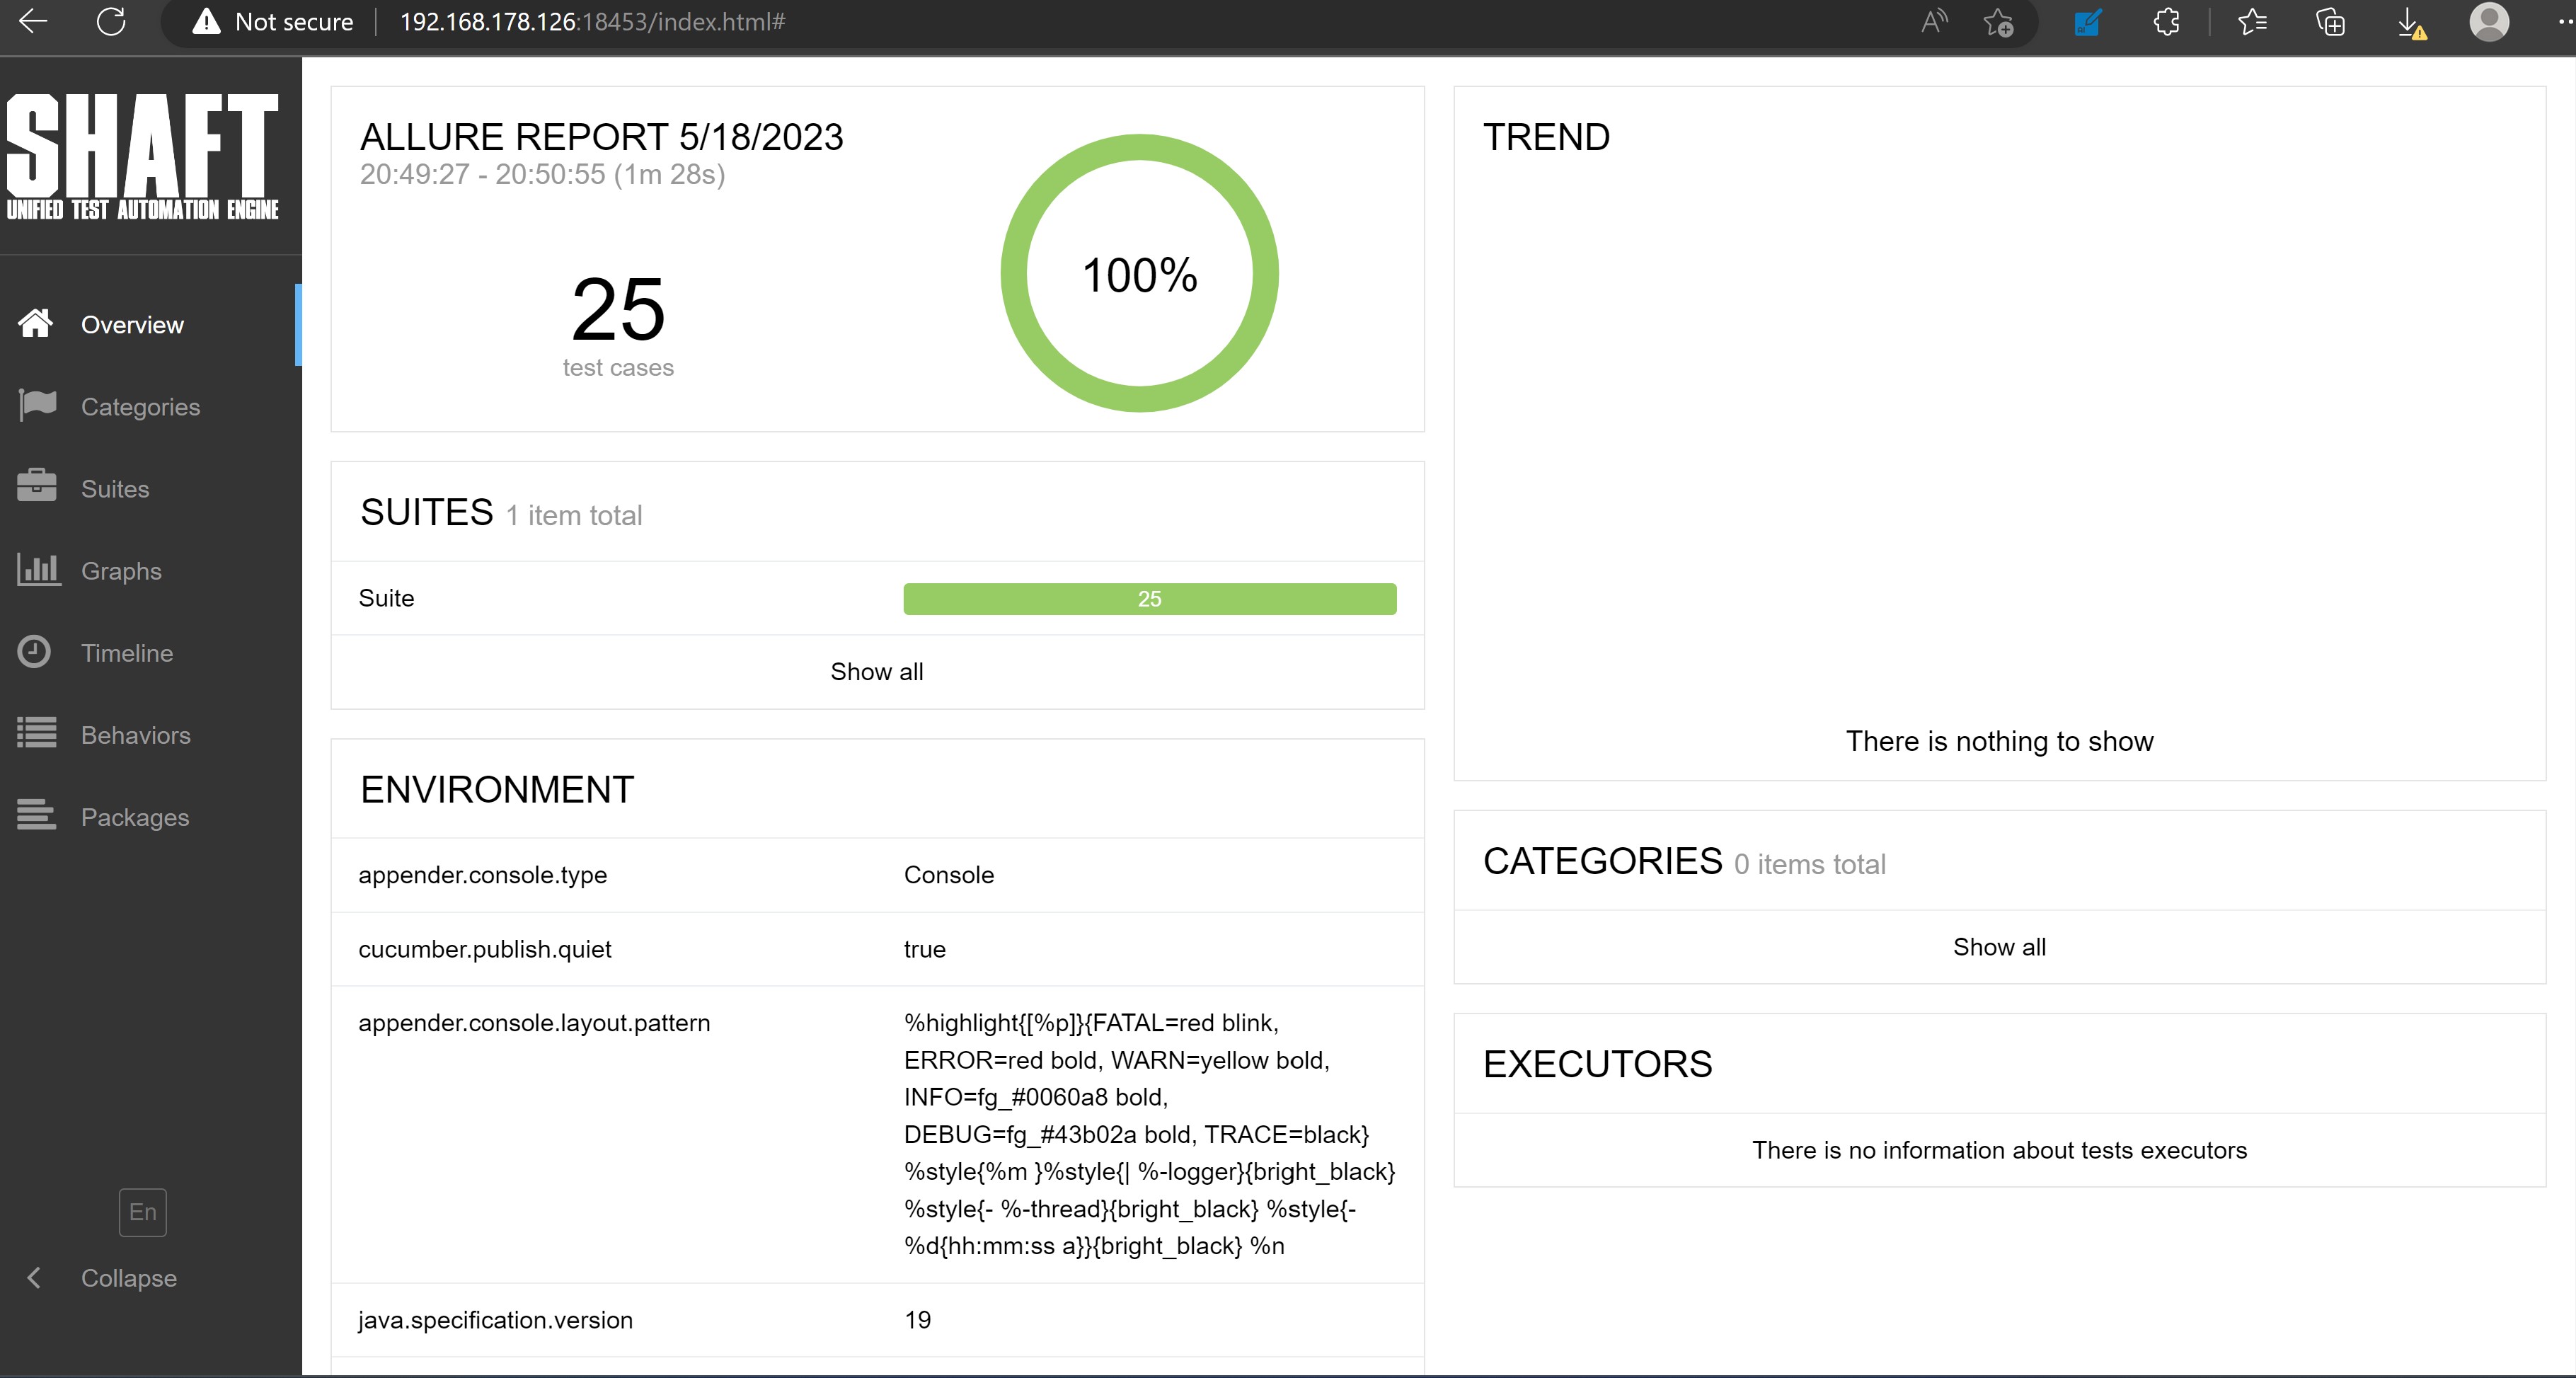 Not secure
192.168.178.126:18453/index.html#
SHAFT
UNIFIED TEST AUTOMATION ENGINE
Overview
Categories
Suites
Graphs
Timeline
Behaviors
Packages
En
Collapse
ALLURE REPORT 5/18/2023
20:49:27 - 20:50:55 (1m 28s)
25
test cases
100%
SUITES 1 item total
Suite 25
Show all
ENVIRONMENT
appender.console.type Console
cucumber.publish.quiet true
appender.console.layout.pattern %highlight{[%p]}{FATAL=red blink,
ERROR=red bold, WARN=yellow bold,
INFO=fg_#0060a8 bold,
DEBUG=fg_#43b02a bold, TRACE=black}
%style{%m }%style{| %-logger}{bright_black}
%style{- %-thread}{bright_black} %style{-
%d{hh:mm:ss a}}{bright_black} %n
java.specification.version 19
TREND
There is nothing to show
CATEGORIES 0 items total
Show all
EXECUTORS
There is no information about tests executors